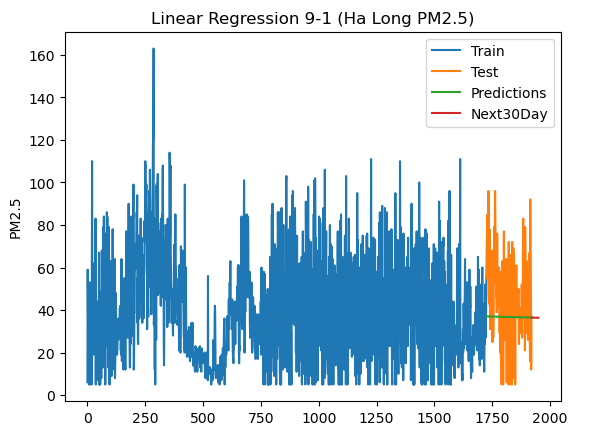 Linear Regression 9-1 (Ha Long PM2.5)
Train
Test
Predictions
Next30Day
PM2.5
160
140
120
100
80
60
40
20
0
0 250 500 750 1000 1250 1500 1750 2000